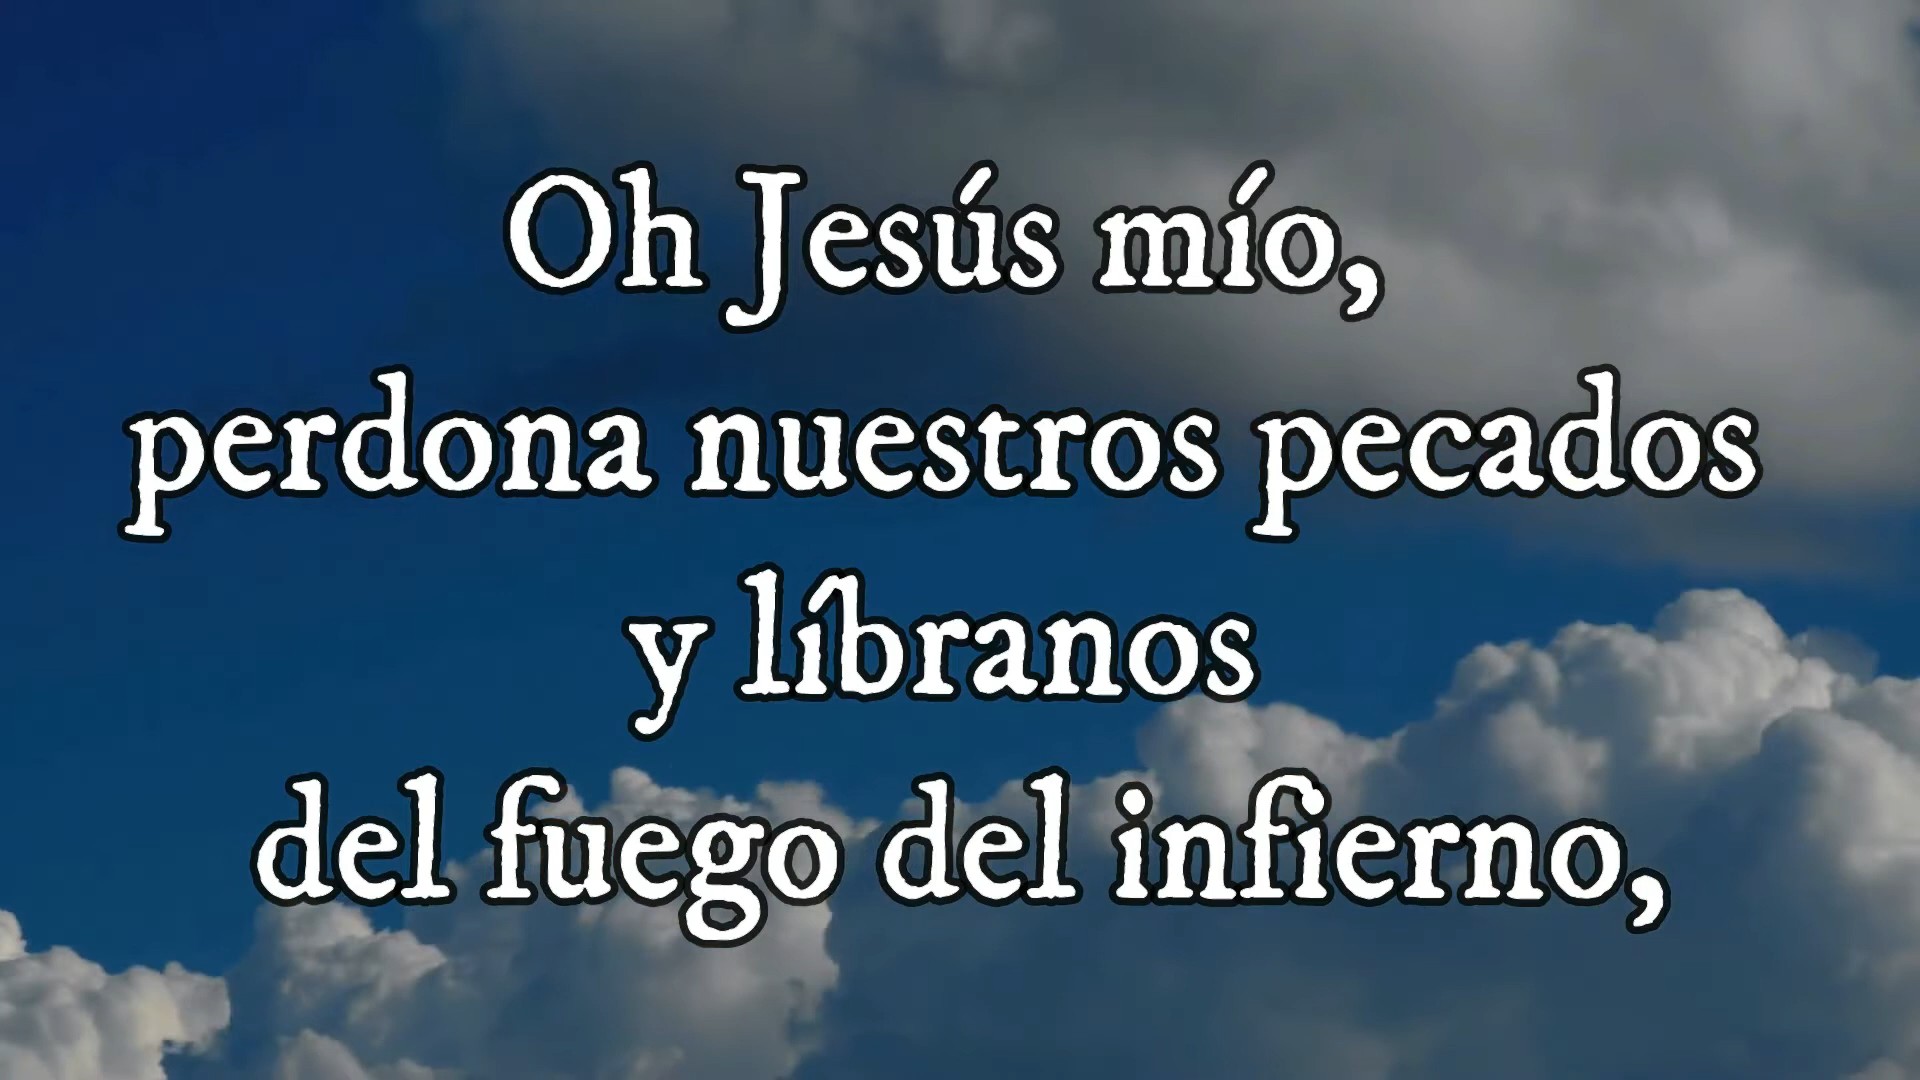 Oh Jesús mío,
perdona nuestros pecados
y líbranos
del fuego del infierno,